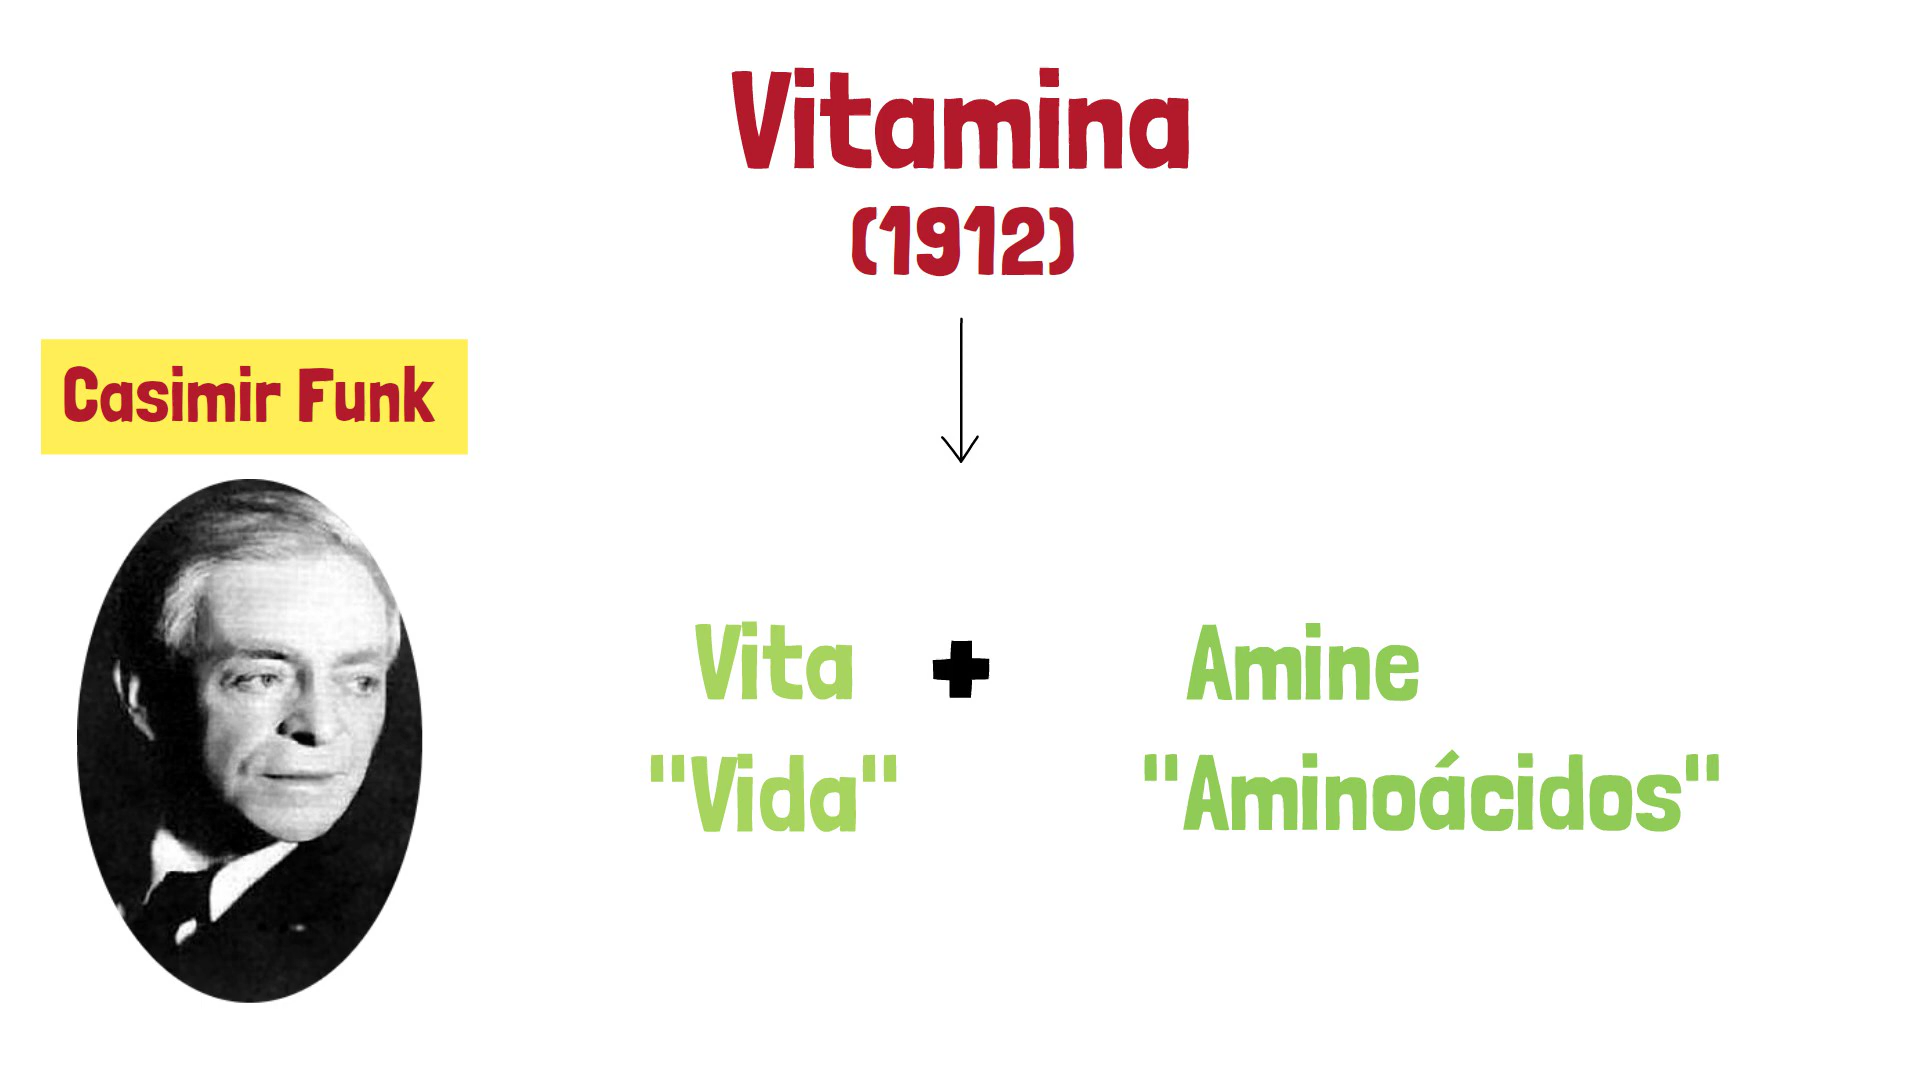 Vitamina
(1912)
Casimir Funk
Vita + Amine
"Vida" "Aminoácidos"